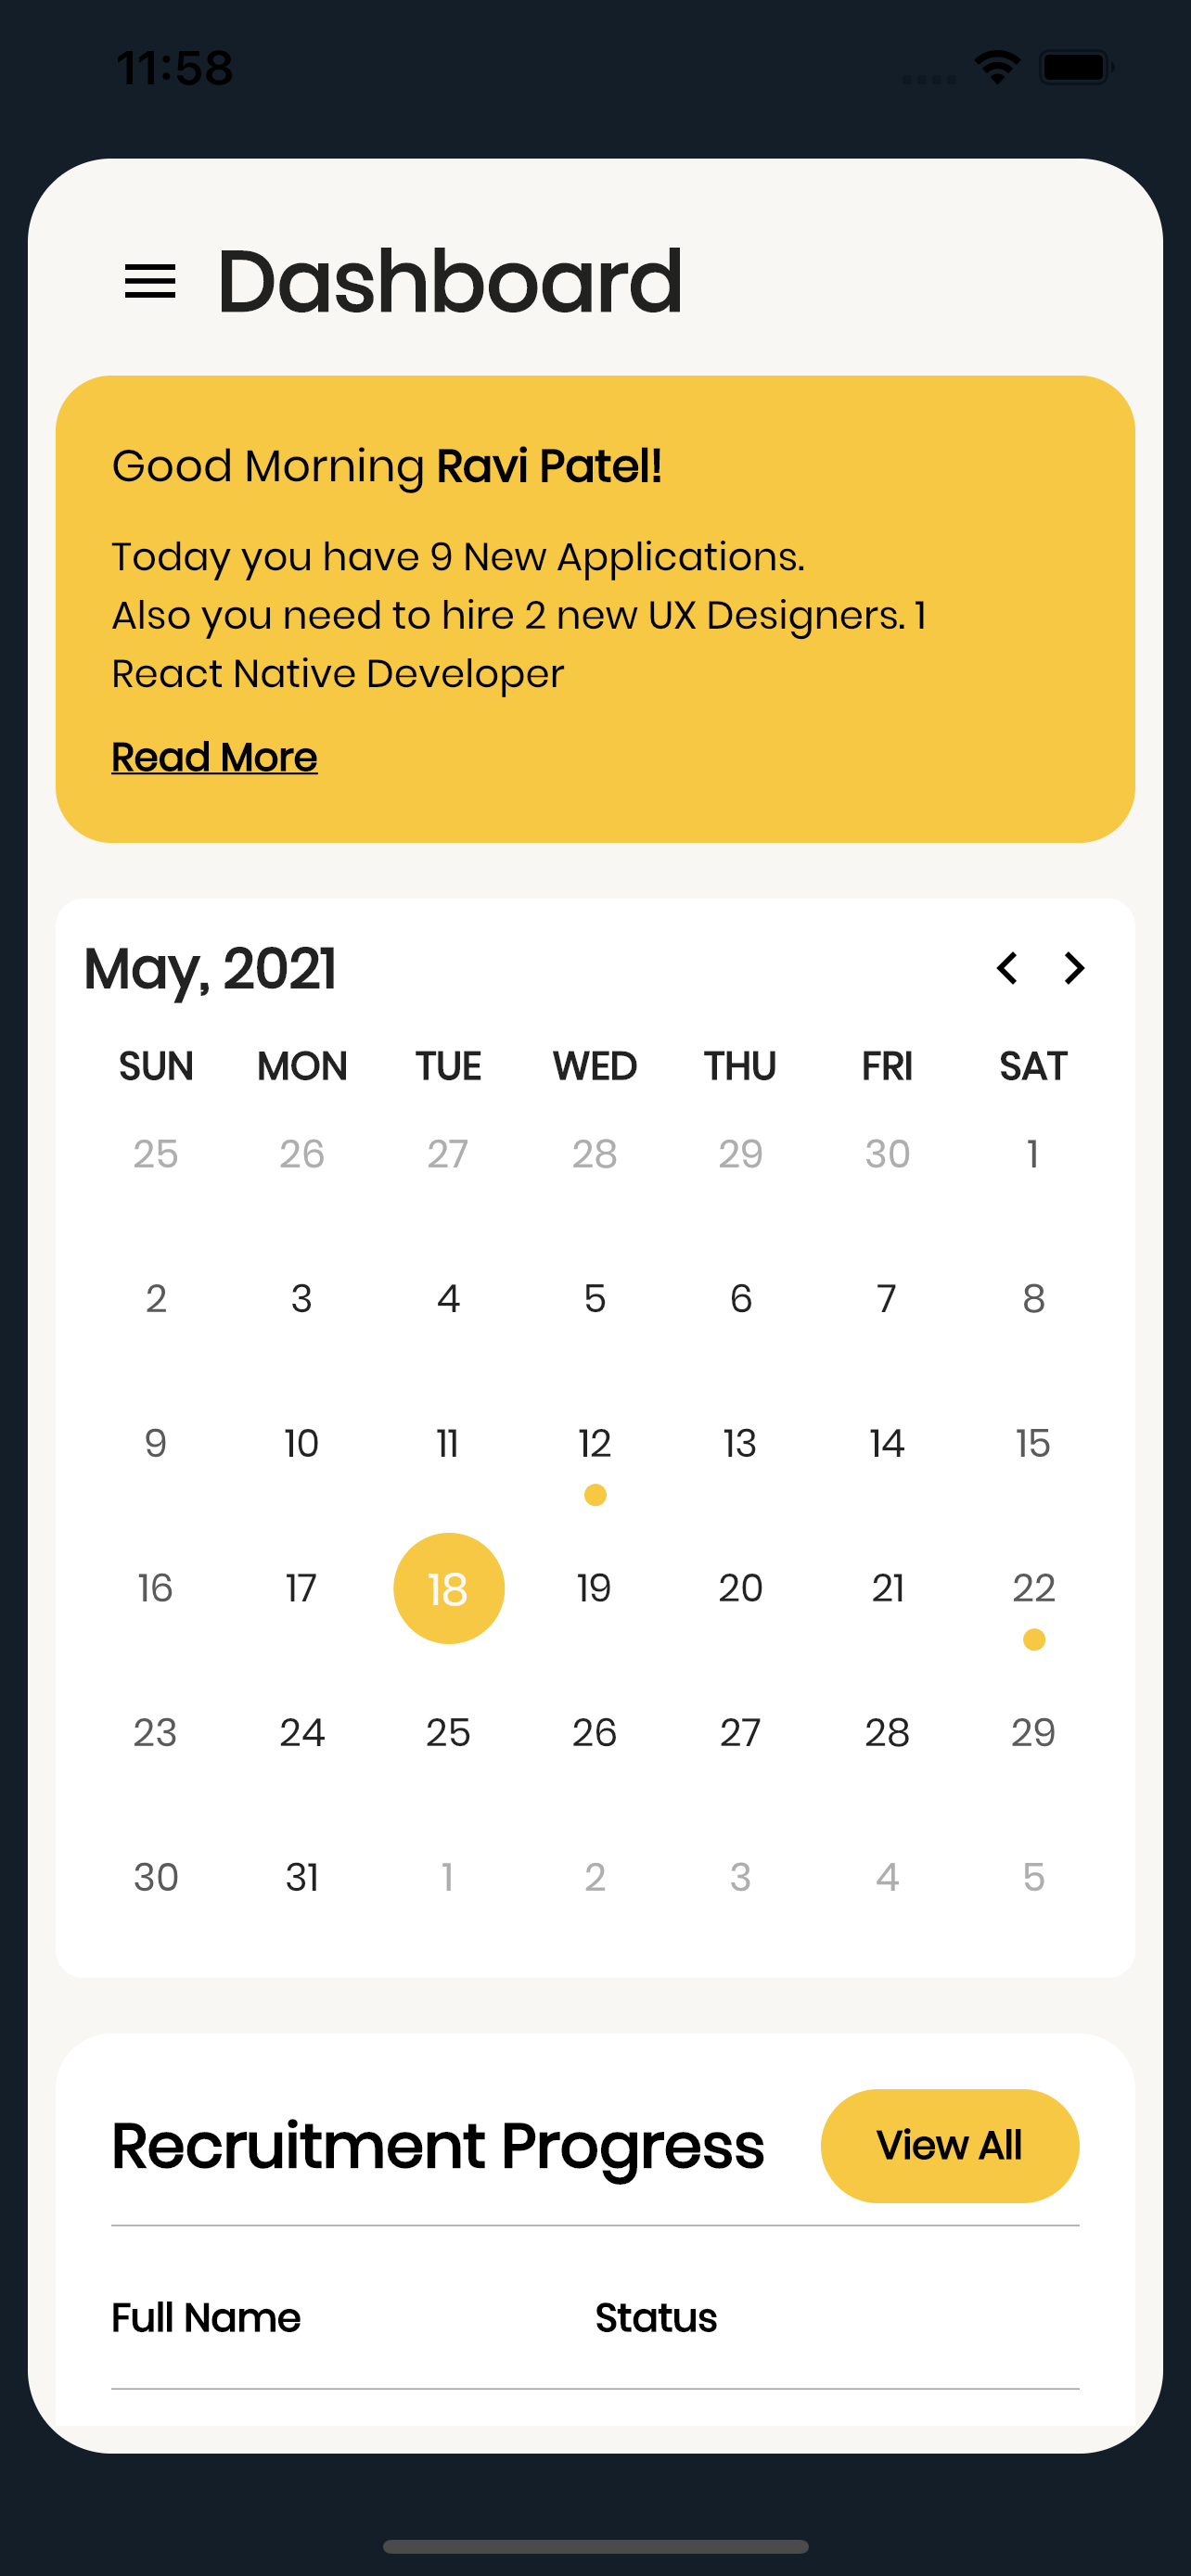 11:58
Dashboard
Good Morning Ravi Patel!
Today you have 9 New Applications.
Also you need to hire 2 new UX Designers. 1
React Native Developer
Read More
May, 2021
SUN MON TUE WED THU FRI SAT
25 26 27 28 29 30 1
2 3 4 5 6 7 8
9 10 11 12 13 14 15
16 17 18 19 20 21 22
23 24 25 26 27 28 29
30 31 1 2 3 4 5
Recruitment Progress View All
Full Name Status